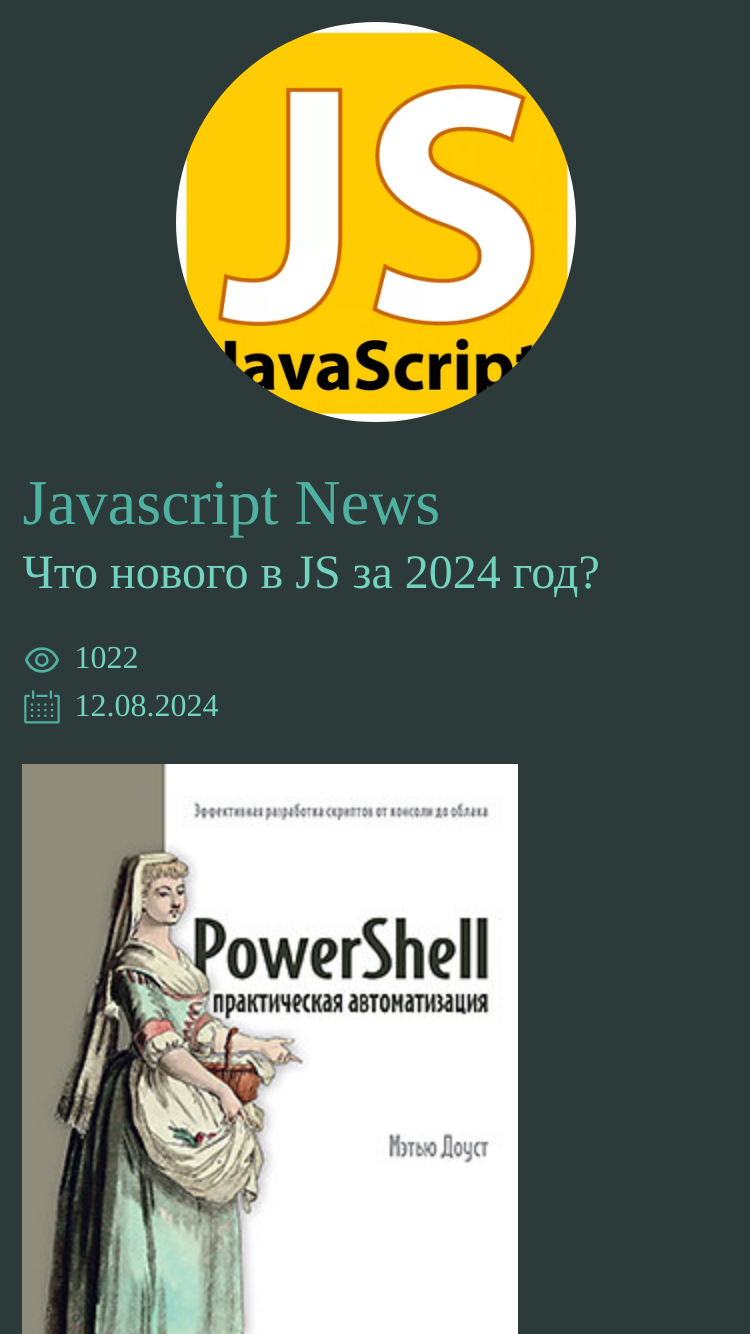 JS
JavaScript
Javascript News
Что нового в JS за 2024 год?
1022
12.08.2024
Эффективная разработка скриптов от консоли до облака
PowerShell
практическая автоматизация
Мэтью Доуст